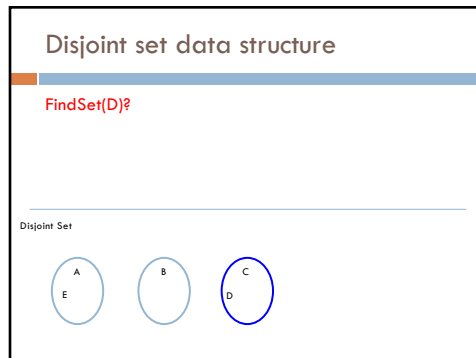 Disjoint set data structure
FindSet(D)?
Disjoint Set
A B C
E D